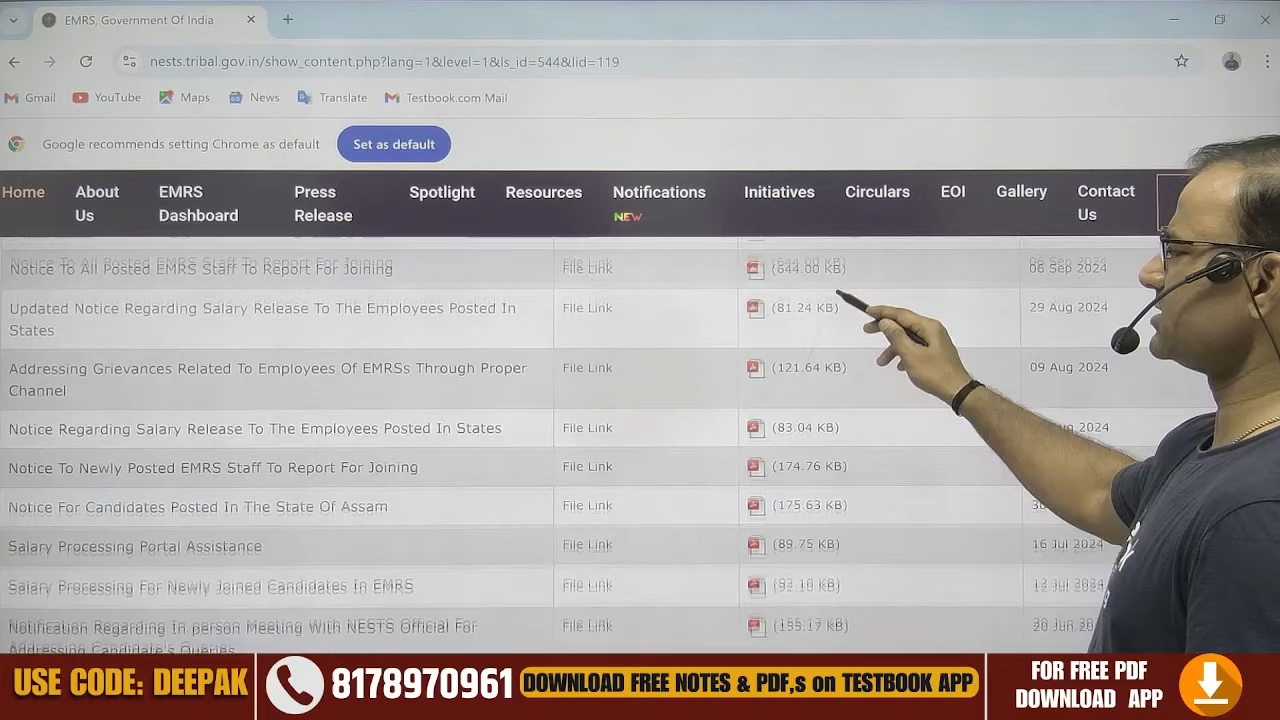 EMRS, Government Of India
nests.tribal.gov.in/show_content.php?lang=1&level=1&ls_id=544&lid=119
Gmail YouTube Maps News Translate Testbook.com Mail
Google recommends setting Chrome as default Set as default
Home About Us EMRS Dashboard Press Release Spotlight Resources Notifications NEW Initiatives Circulars EOI Gallery Contact Us
Notice To All Posted EMRS Staff To Report For Joining File Link (644.00 KB) 06 Sep 2024
Updated Notice Regarding Salary Release To The Employees Posted In File Link (81.24 KB) 29 Aug 2024
States
Addressing Grievances Related To Employees Of EMRSs Through Proper File Link (121.64 KB) 09 Aug 2024
Channel
Notice Regarding Salary Release To The Employees Posted In States File Link (83.04 KB) 2024
Notice To Newly Posted EMRS Staff To Report For Joining File Link (174.76 KB)
Notice For Candidates Posted In The State Of Assam File Link (175.63 KB)
Salary Processing Portal Assistance File Link (89.75 KB) 16 Jul 2024
Salary Processing For Newly Joined Candidates In EMRS File Link (92.10 KB) 12 Jul 2024
Notification Regarding In person Meeting With NESTS Official For File Link (155.17 KB)
Addressing Candidate's Queries
USE CODE: DEEPAK
8178970961
DOWNLOAD FREE NOTES & PDF,s on TESTBOOK APP
FOR FREE PDF
DOWNLOAD APP